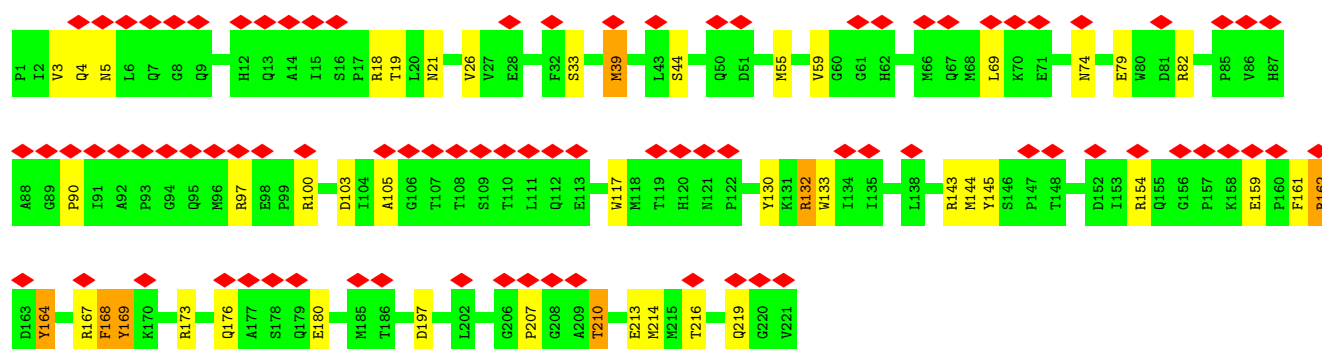 P1 I2 V3 Q4 N5 L6 Q7 G8 Q9 H12 Q13 A14 I15 S16 P17 R18 T19 L20 N21 V26 V27 E28 F32 S33 M39 L43 S44 Q50 D51 M55 V59 G60 G61 H62 M66 Q67 M68 L69 K70 E71 N74 E79 W80 D81 R82 P85 V86 H87
A88 G89 P90 I91 A92 P93 G94 Q95 M96 R97 E98 P99 R100 D103 I104 A105 G106 T107 T108 S109 T110 L111 Q112 E113 W117 M118 T119 H120 N121 P122 Y130 K131 R132 W133 I134 I135 L138 R143 M144 Y145 S146 P147 T148 D152 I153 R154 Q155 G156 P157 K158 E159 P160 F161 R162
D163 Y164 R167 F168 Y169 K170 R173 Q176 A177 S178 Q179 E180 M185 T186 D197 L202 G206 P207 G208 A209 T210 E213 M214 M215 T216 Q219 G220 V221